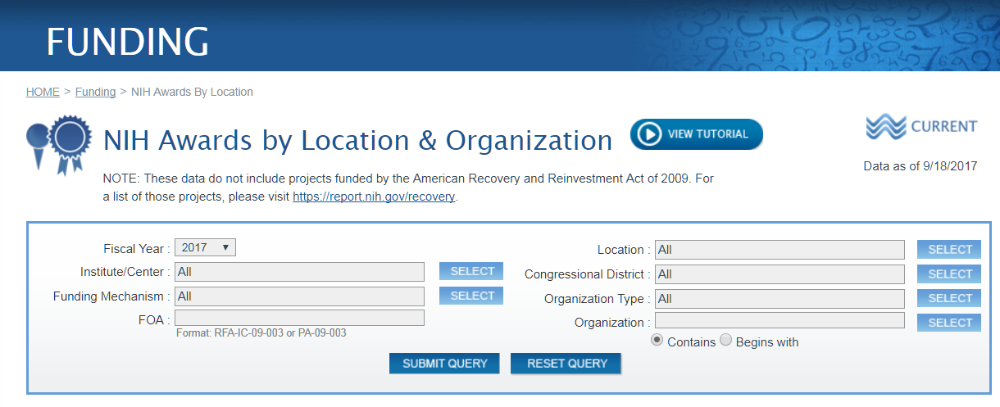 FUNDING
HOME > Funding > NIH Awards By Location
NIH Awards by Location & Organization
VIEW TUTORIAL
CURRENT
Data as of 9/18/2017
NOTE: These data do not include projects funded by the American Recovery and Reinvestment Act of 2009. For
a list of those projects, please visit https://report.nih.gov/recovery.
Fiscal Year : 2017
Institute/Center : All SELECT
Funding Mechanism : All SELECT
FOA :
Format: RFA-IC-09-003 or PA-09-003
Location : All SELECT
Congressional District : All SELECT
Organization Type : All SELECT
Organization : SELECT
Contains Begins with
SUBMIT QUERY RESET QUERY